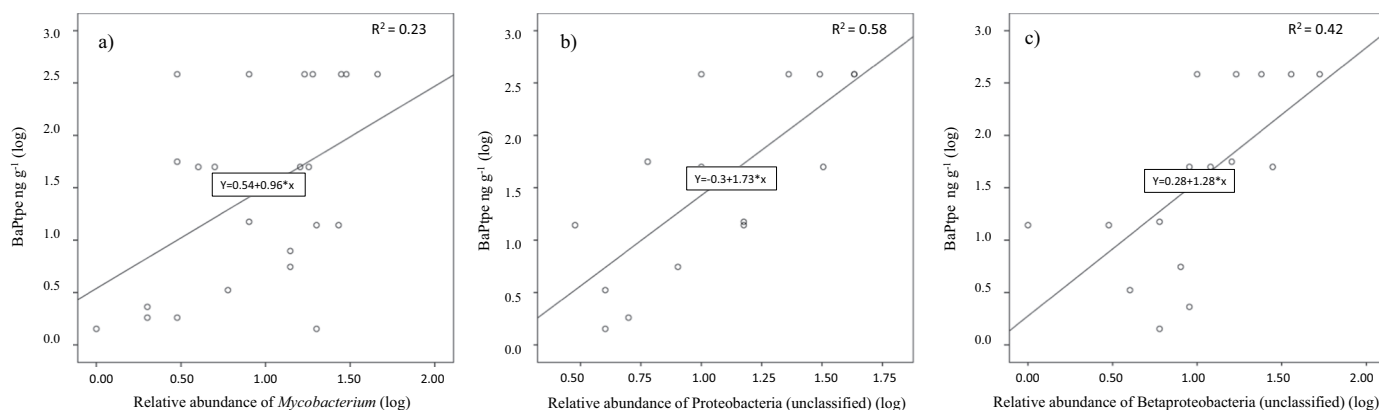 a)
R² = 0.23
BaPtpe ng g⁻¹ (log)
3.0
2.5
2.0
1.5
1.0
0.5
0.0
Y=0.54+0.96*x
0.00 0.50 1.00 1.50 2.00
Relative abundance of Mycobacterium (log)
b)
R² = 0.58
BaPtpe ng g⁻¹ (log)
3.0
2.5
2.0
1.5
1.0
0.5
0.0
Y=-0.3+1.73*x
0.50 0.75 1.00 1.25 1.50 1.75
Relative abundance of Proteobacteria (unclassified) (log)
c)
R² = 0.42
BaPtpe ng g⁻¹ (log)
3.0
2.5
2.0
1.5
1.0
0.5
0.0
Y=0.28+1.28*x
0.00 0.50 1.00 1.50 2.00
Relative abundance of Betaproteobacteria (unclassified) (log)